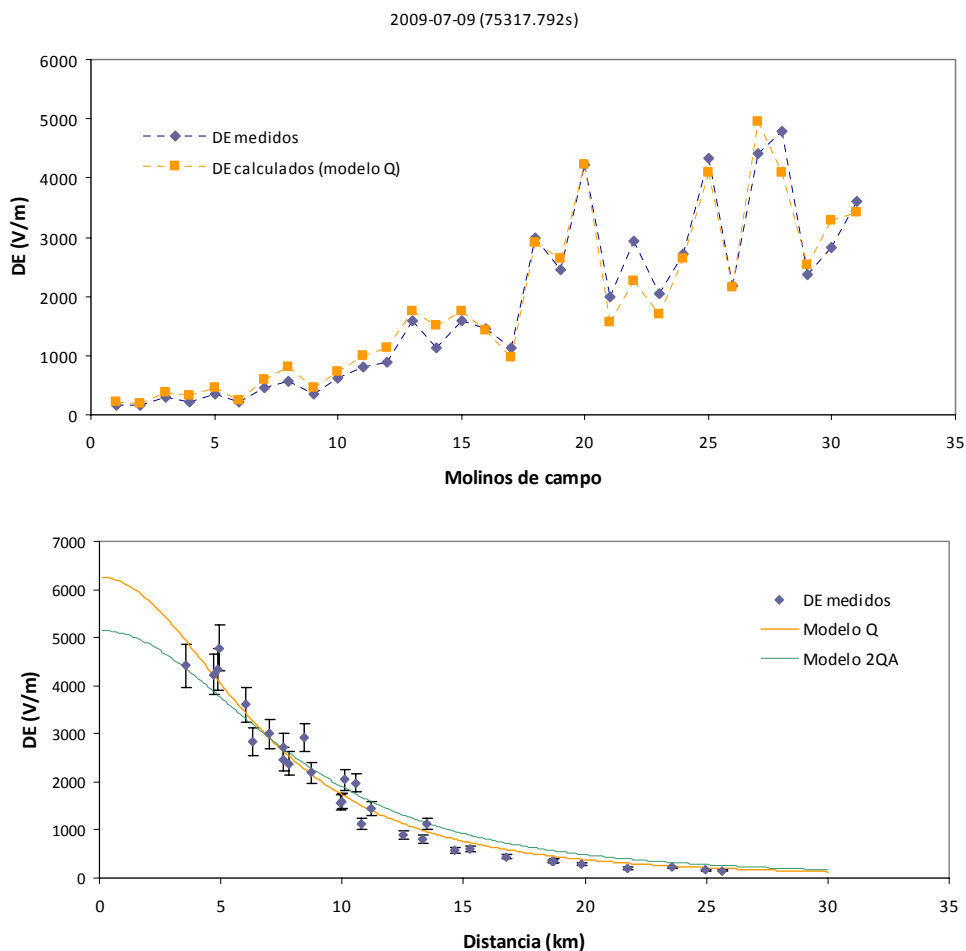 2009-07-09 (75317.792s)
6000
5000
4000
3000
2000
1000
0
DE (V/m)
DE medidos
DE calculados (modelo Q)
0 5 10 15 20 25 30 35
Molinos de campo
7000
6000
5000
4000
3000
2000
1000
0
DE (V/m)
DE medidos
Modelo Q
Modelo 2QA
0 5 10 15 20 25 30 35
Distancia (km)